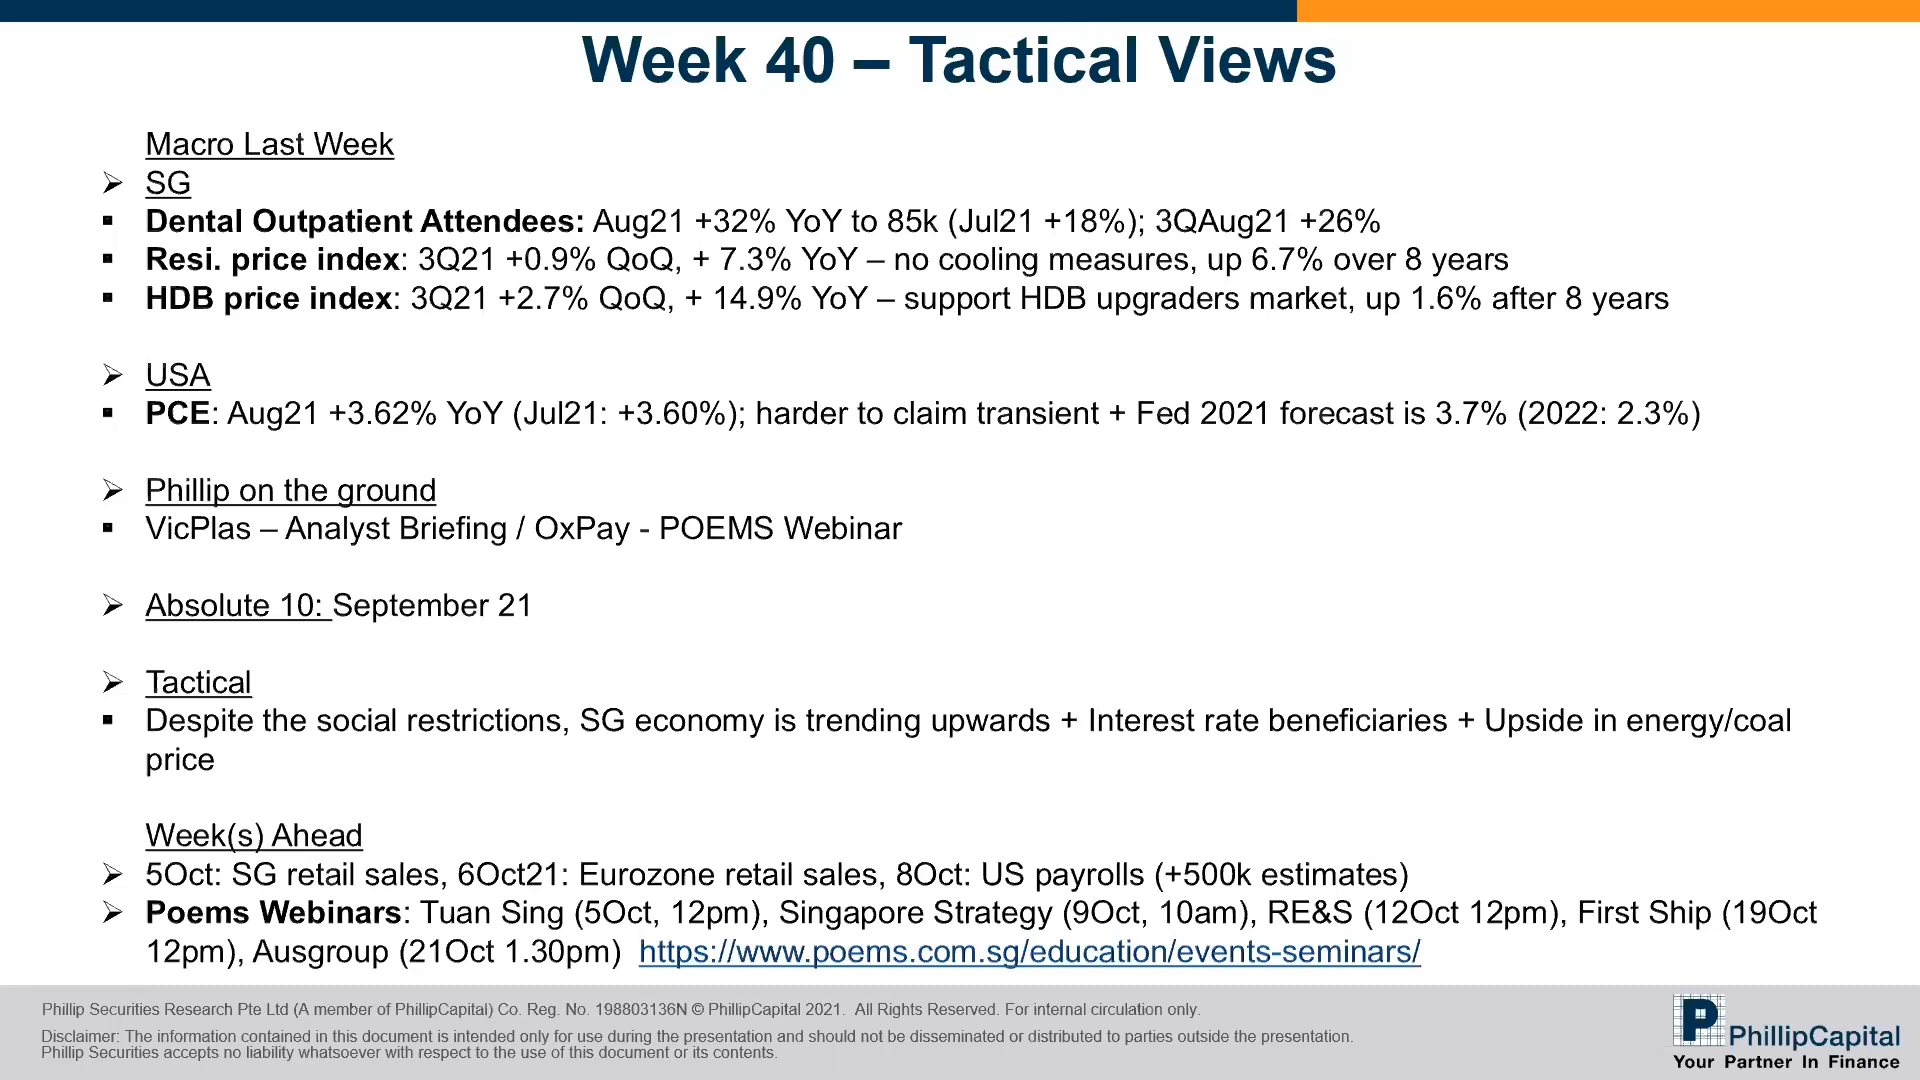 Week 40 – Tactical Views
Macro Last Week
➢ SG
▪ Dental Outpatient Attendees: Aug21 +32% YoY to 85k (Jul21 +18%); 3QAug21 +26%
▪ Resi. price index: 3Q21 +0.9% QoQ, + 7.3% YoY – no cooling measures, up 6.7% over 8 years
▪ HDB price index: 3Q21 +2.7% QoQ, + 14.9% YoY – support HDB upgraders market, up 1.6% after 8 years
➢ USA
▪ PCE: Aug21 +3.62% YoY (Jul21: +3.60%); harder to claim transient + Fed 2021 forecast is 3.7% (2022: 2.3%)
➢ Phillip on the ground
▪ VicPlas – Analyst Briefing / OxPay - POEMS Webinar
➢ Absolute 10: September 21
➢ Tactical
▪ Despite the social restrictions, SG economy is trending upwards + Interest rate beneficiaries + Upside in energy/coal
price
Week(s) Ahead
➢ 5Oct: SG retail sales, 6Oct21: Eurozone retail sales, 8Oct: US payrolls (+500k estimates)
➢ Poems Webinars: Tuan Sing (5Oct, 12pm), Singapore Strategy (9Oct, 10am), RE&S (12Oct 12pm), First Ship (19Oct
12pm), Ausgroup (21Oct 1.30pm) https://www.poems.com.sg/education/events-seminars/
Phillip Securities Research Pte Ltd (A member of PhillipCapital) Co. Reg. No. 198803136N © PhillipCapital 2021. All Rights Reserved. For internal circulation only.
Disclaimer: The information contained in this document is intended only for use during the presentation and should not be disseminated or distributed to parties outside the presentation.
Phillip Securities accepts no liability whatsoever with respect to the use of this document or its contents.
PhillipCapital
Your Partner In Finance